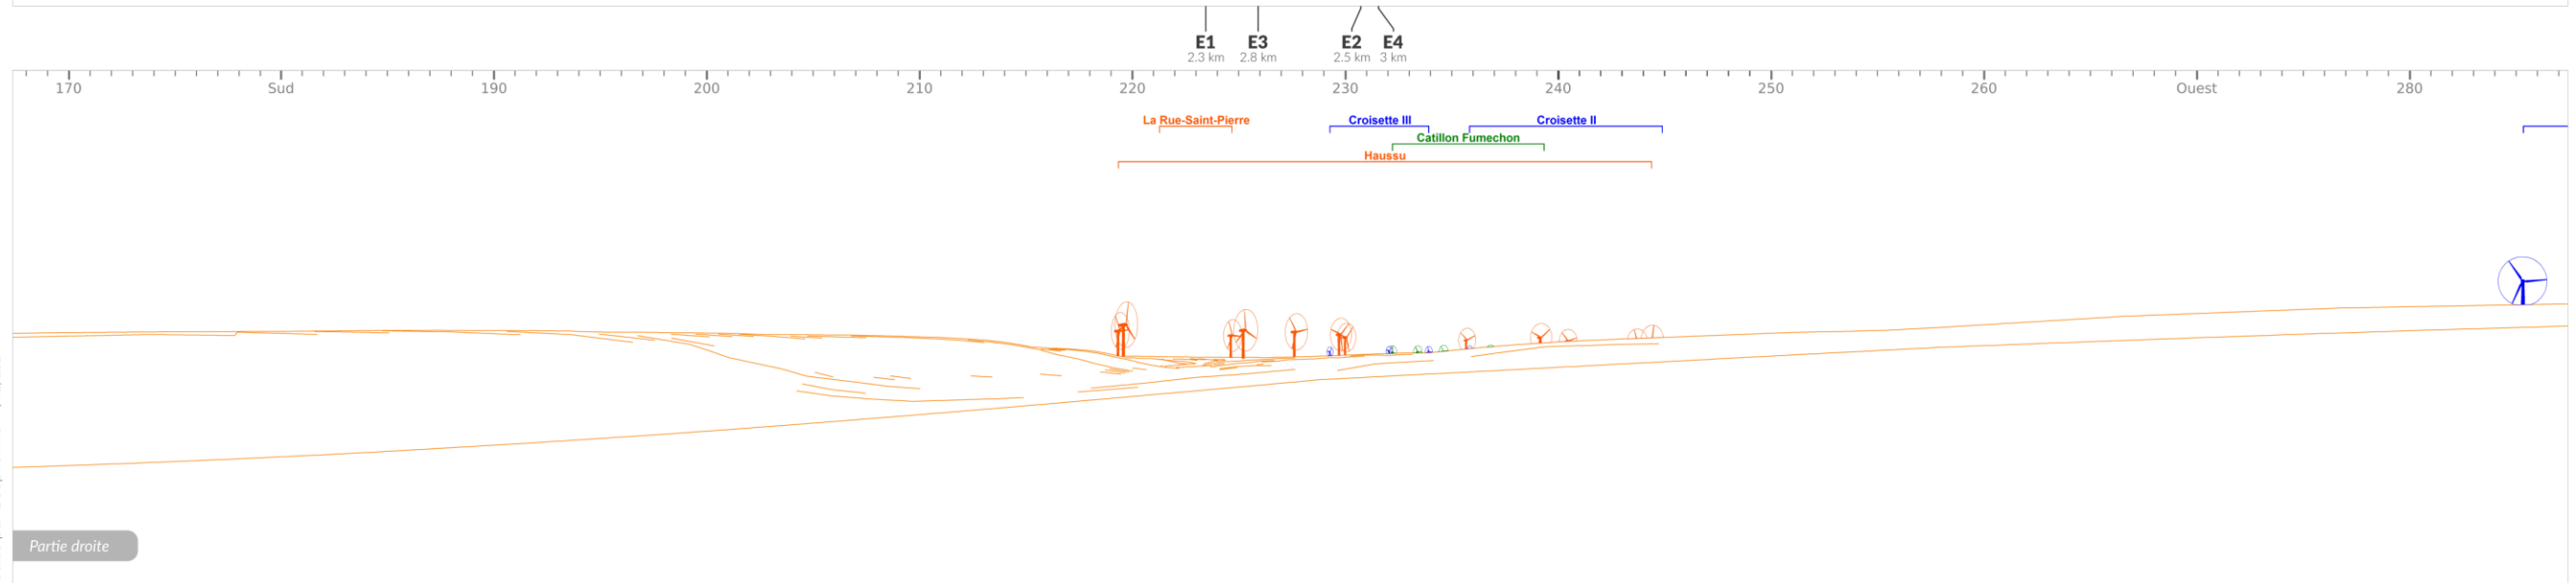 E1 E3 E2 E4
2.3 km 2.8 km 2.5 km 3 km
170 Sud 190 200 210 220 230 240 250 260 Ouest 280
La Rue-Saint-Pierre Croisette III Croisette II
Catillon Fumechon
Haussu
Partie droite